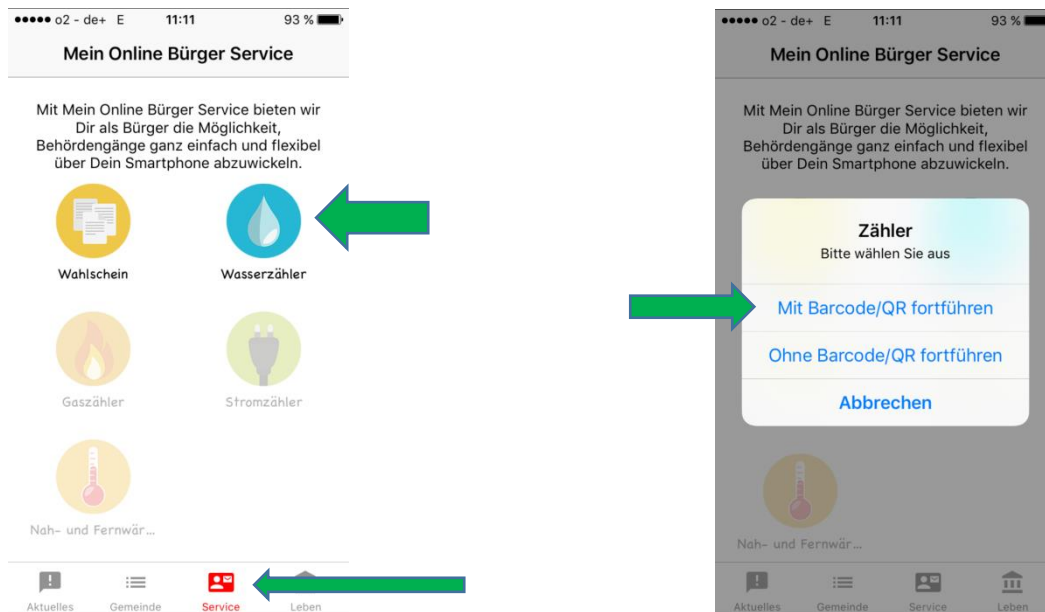 ●●●●● o2 - de+ E 11:11 93 %
Mein Online Bürger Service
Mit Mein Online Bürger Service bieten wir
Dir als Bürger die Möglichkeit,
Behördengänge ganz einfach und flexibel
über Dein Smartphone abzuwickeln.
Wahlschein Wasserzähler
Gaszähler Stromzähler
Nah- und Fernwär...
Aktuelles Gemeinde Service Leben
●●●●● o2 - de+ E 11:11 93 %
Mein Online Bürger Service
Mit Mein Online Bürger Service bieten wir
Dir als Bürger die Möglichkeit,
Behördengänge ganz einfach und flexibel
über Dein Smartphone abzuwickeln.
Zähler
Bitte wählen Sie aus
Mit Barcode/QR fortführen
Ohne Barcode/QR fortführen
Abbrechen
Nah- und Fernwär...
Aktuelles Gemeinde Service Leben